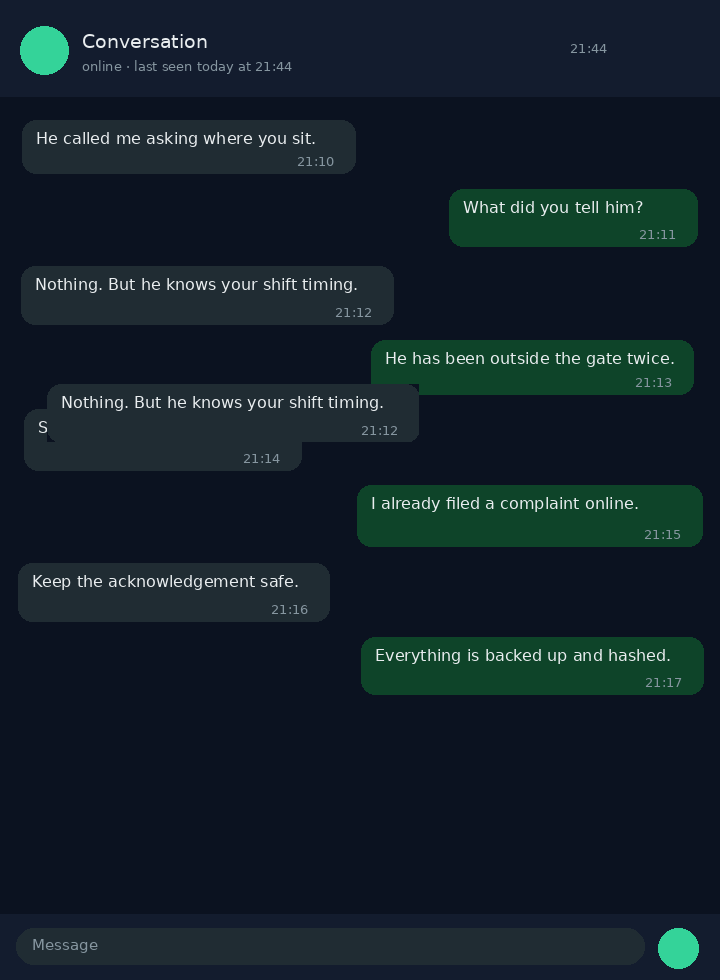 Conversation
online · last seen today at 21:44
21:44
He called me asking where you sit.
21:10
What did you tell him?
21:11
Nothing. But he knows your shift timing.
21:12
He has been outside the gate twice.
21:13
Nothing. But he knows your shift timing.
21:12
21:14
I already filed a complaint online.
21:15
Keep the acknowledgement safe.
21:16
Everything is backed up and hashed.
21:17
Message